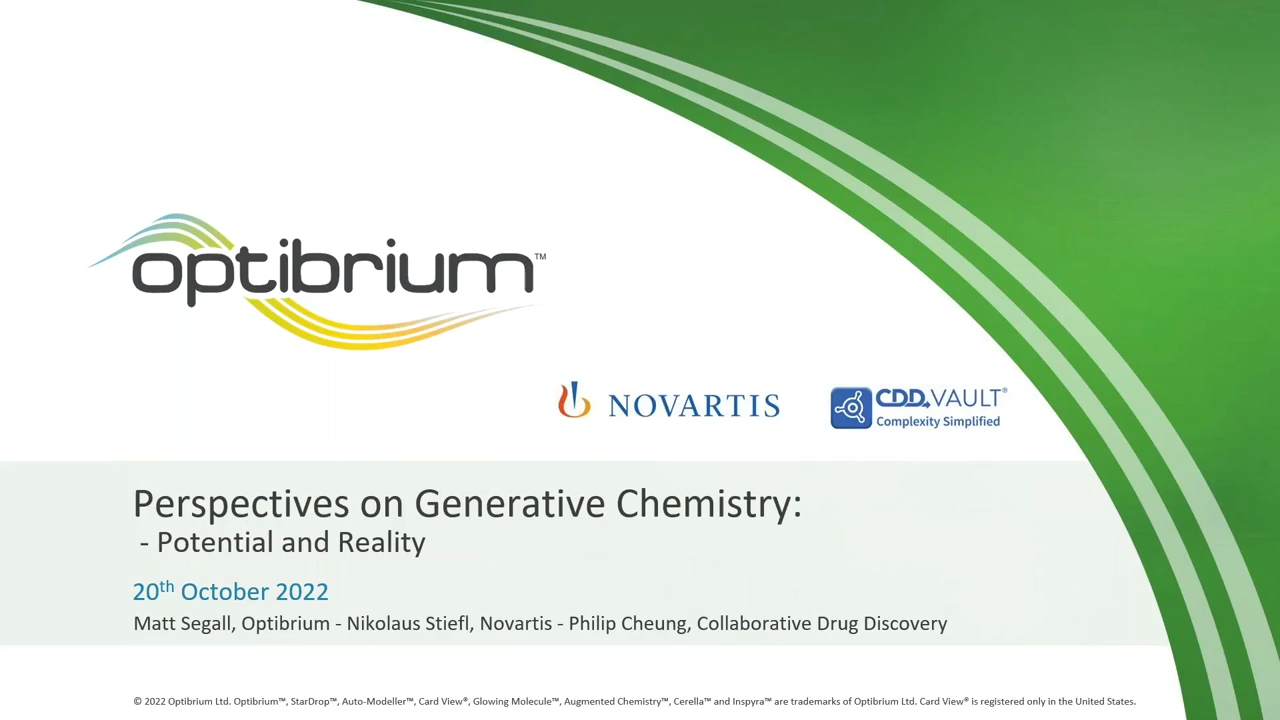 optibrium™
NOVARTIS
CDD VAULT®
Complexity Simplified
Perspectives on Generative Chemistry:
- Potential and Reality
20th October 2022
Matt Segall, Optibrium - Nikolaus Stiefl, Novartis - Philip Cheung, Collaborative Drug Discovery
© 2022 Optibrium Ltd. Optibrium™, StarDrop™, Auto-Modeller™, Card View®, Glowing Molecule™, Augmented Chemistry™, Cerella™ and Inspyra™ are trademarks of Optibrium Ltd. Card View® is registered only in the United States.